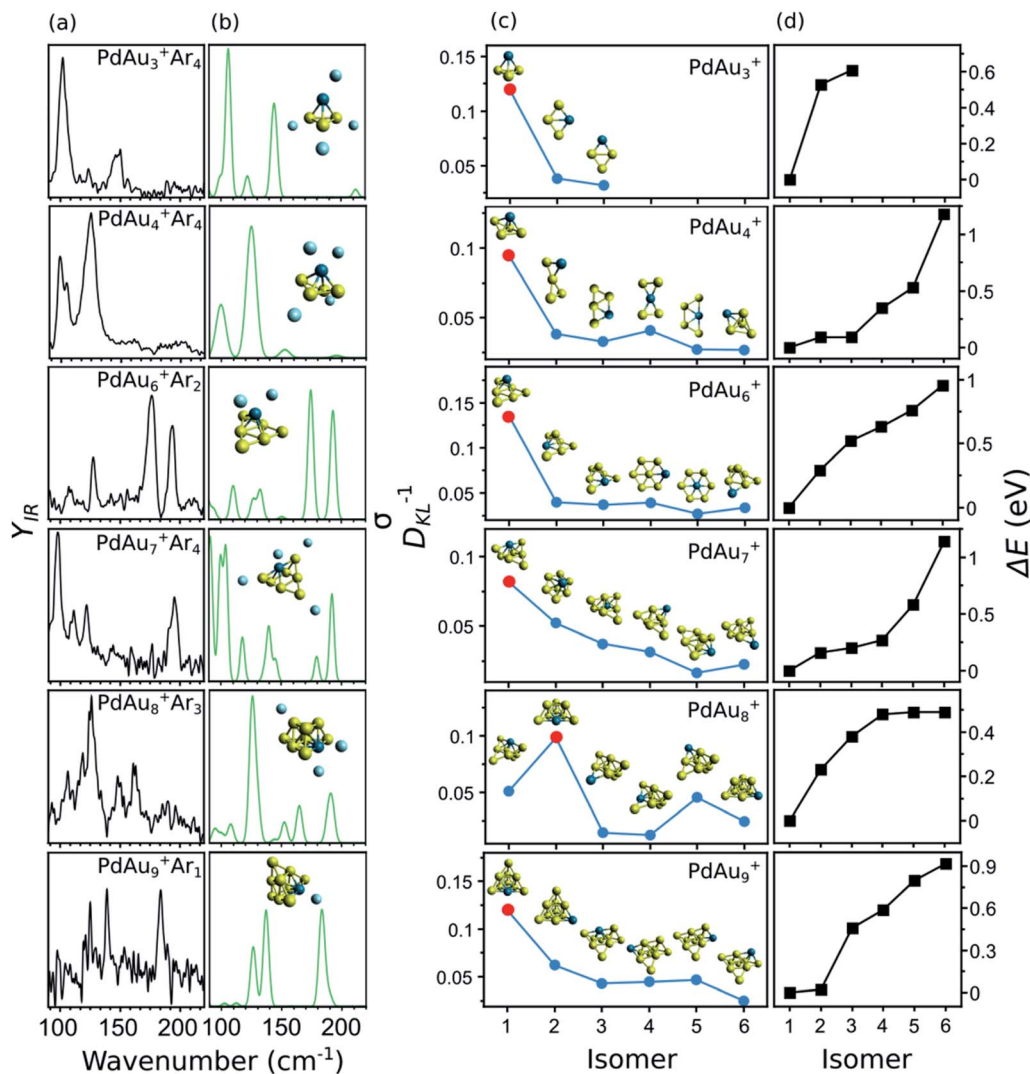 (a) (b) (c) (d)
PdAu₃⁺Ar₄
PdAu₄⁺Ar₄
PdAu₆⁺Ar₂
PdAu₇⁺Ar₄
PdAu₈⁺Ar₃
PdAu₉⁺Ar₁
Y_IR
100 150 200
Wavenumber (cm⁻¹)
σ
100 150 200
D_KL⁻¹
0.15
0.1
0.05
PdAu₃⁺
0.1
0.05
PdAu₄⁺
0.15
0.1
0.05
PdAu₆⁺
0.1
0.05
PdAu₇⁺
0.1
0.05
PdAu₈⁺
0.15
0.1
0.05
PdAu₉⁺
1 2 3 4 5 6
Isomer
0.6
0.4
0.2
0
1
0.5
0
1
0.5
0
1
0.5
0
0.4
0.2
0
0.9
0.6
0.3
0
ΔE (eV)
1 2 3 4 5 6
Isomer